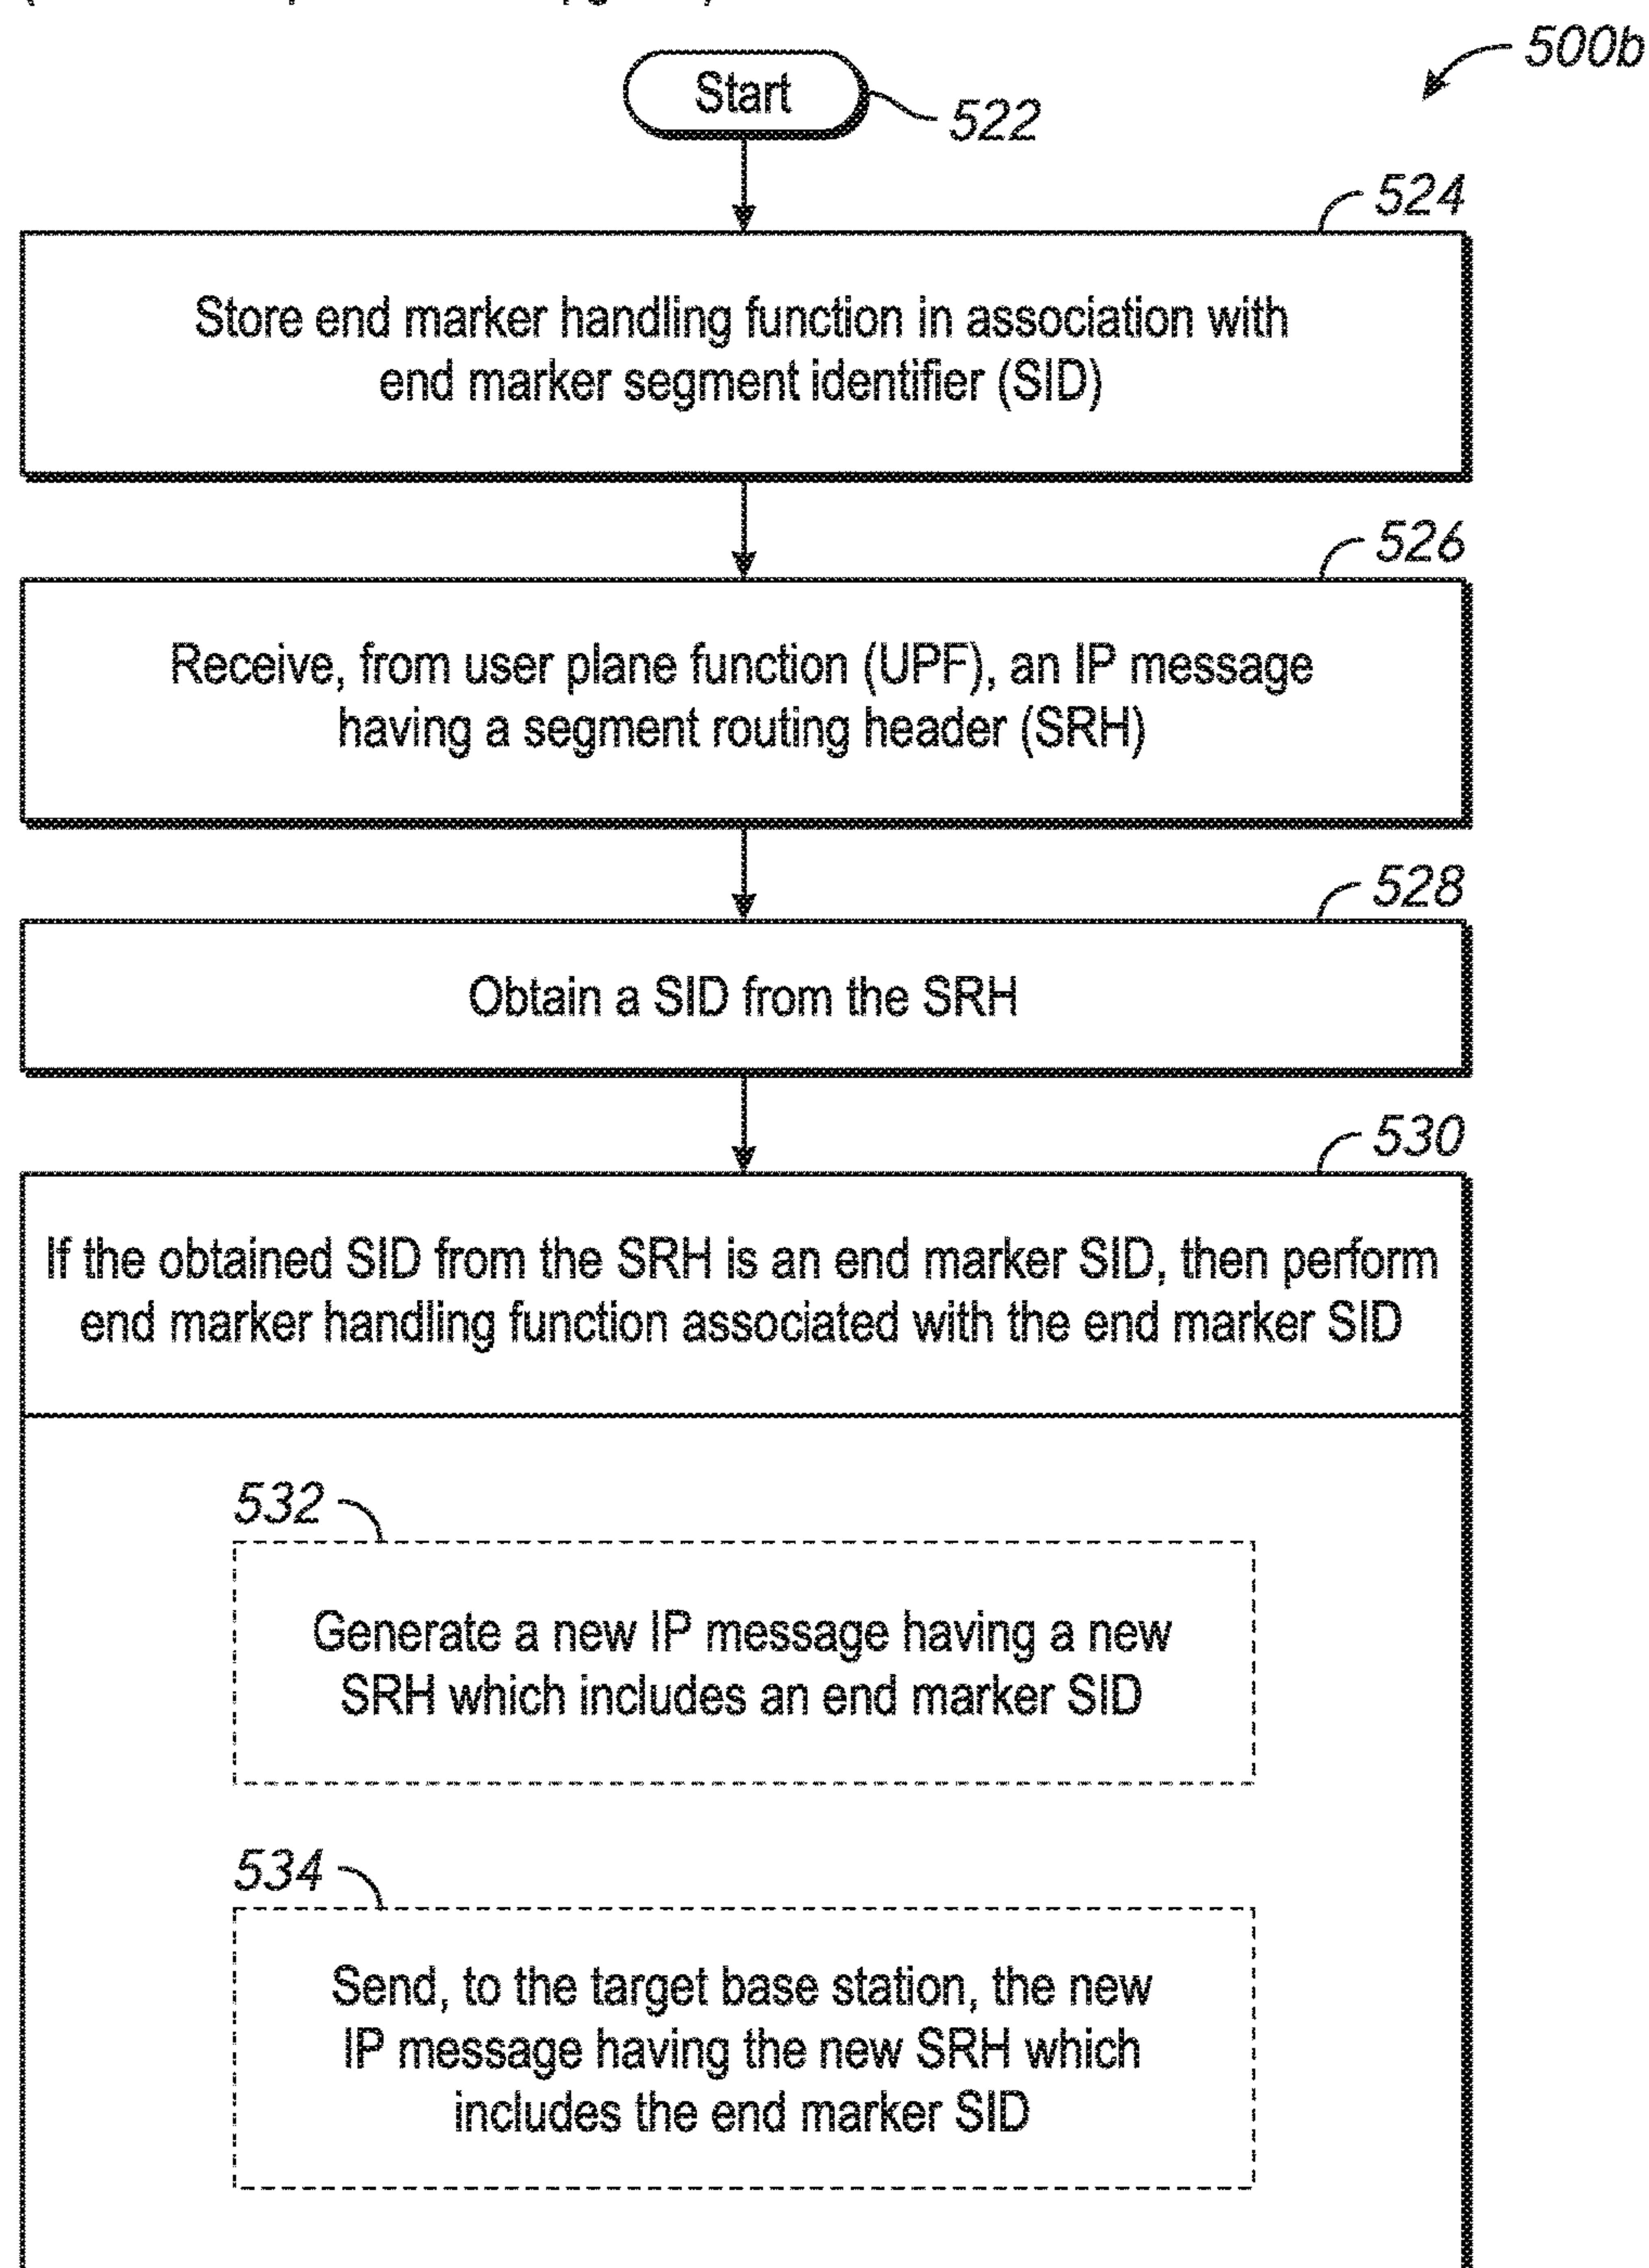 500b
Start
522
524
Store end marker handling function in association with
end marker segment identifier (SID)
526
Receive, from user plane function (UPF), an IP message
having a segment routing header (SRH)
528
Obtain a SID from the SRH
530
If the obtained SID from the SRH is an end marker SID, then perform
end marker handling function associated with the end marker SID
532
Generate a new IP message having a new
SRH which includes an end marker SID
534
Send, to the target base station, the new
IP message having the new SRH which
includes the end marker SID